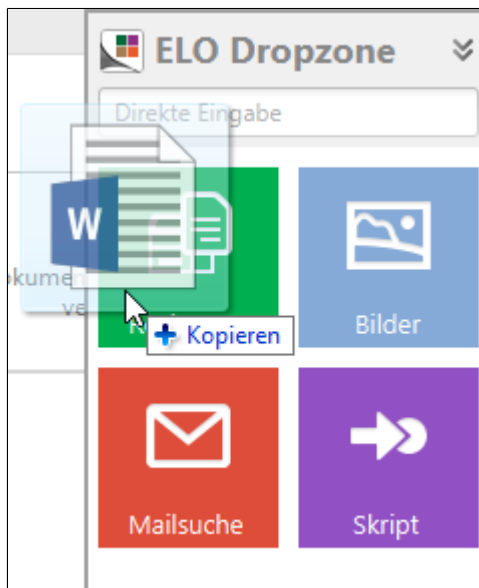 ELO Dropzone
Direkte Eingabe
W
Kopieren
Bilder
Mailsuche
Skript